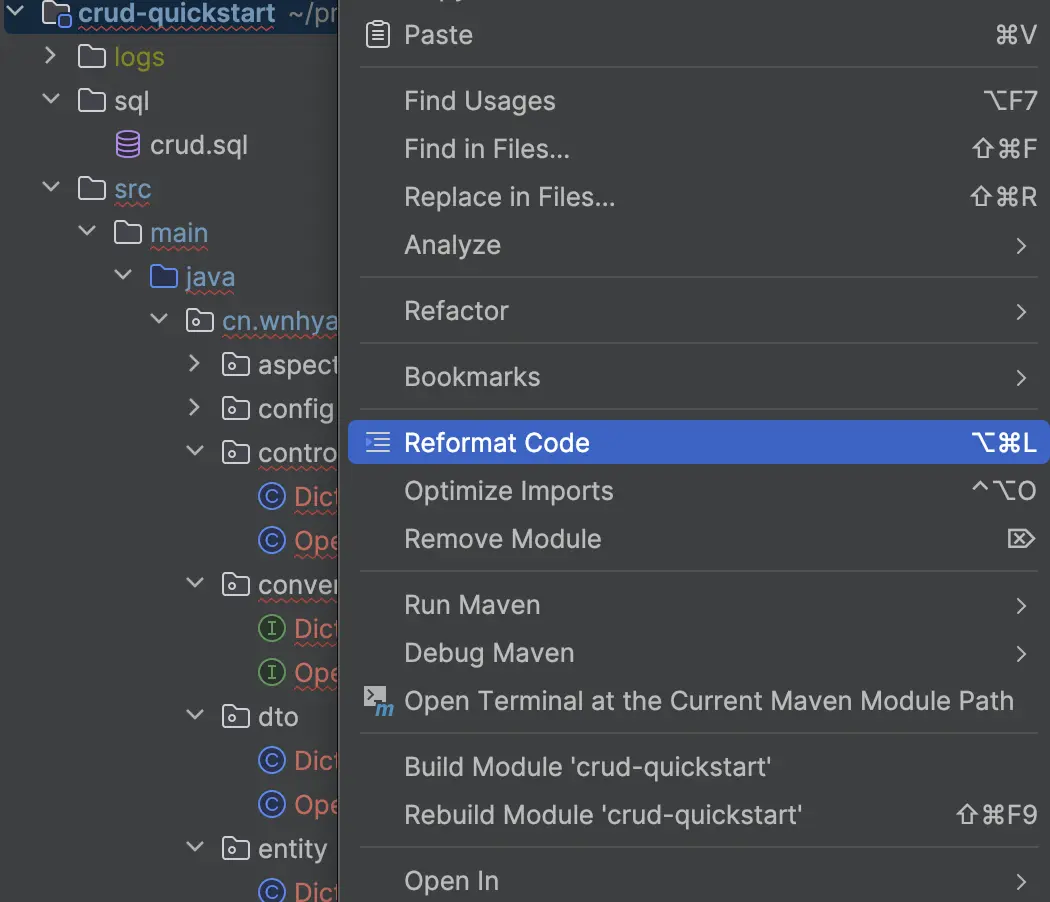 crud-quickstart ~/pr
logs
sql
crud.sql
src
main
java
cn.wnhya
aspect
config
contro
Dict
Ope
conver
Dict
Ope
dto
Dict
Ope
entity
Dict
Paste ⌘V
Find Usages ⌥F7
Find in Files... ⇧⌘F
Replace in Files... ⇧⌘R
Analyze
Refactor
Bookmarks
Reformat Code ⌥⌘L
Optimize Imports ^⌥O
Remove Module ⌦
Run Maven
Debug Maven
Open Terminal at the Current Maven Module Path
Build Module 'crud-quickstart'
Rebuild Module 'crud-quickstart' ⇧⌘F9
Open In